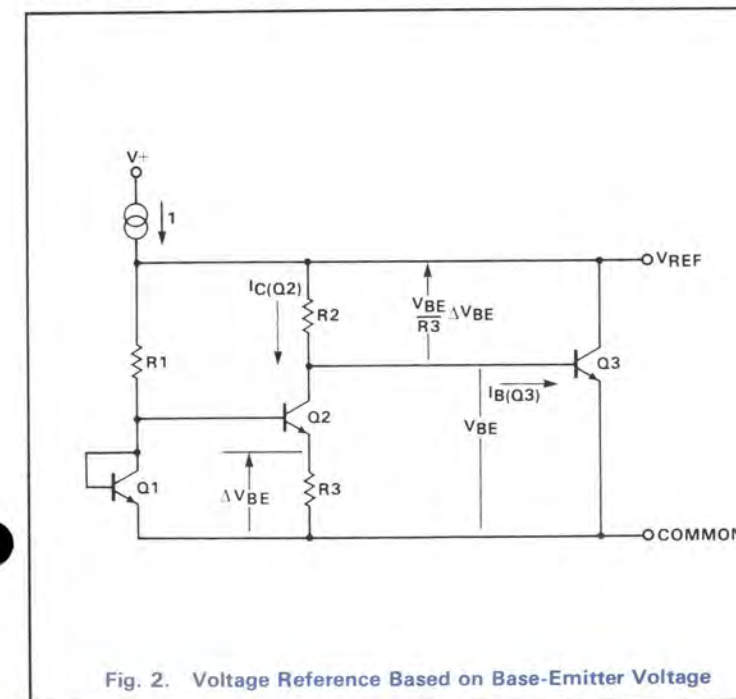 V+
1
VREF
IC(Q2)
R2
VBE
R3
ΔVBE
R1
Q3
IB(Q3)
Q2
VBE
Q1
ΔVBE
R3
COMMON
Fig. 2. Voltage Reference Based on Base-Emitter Voltage